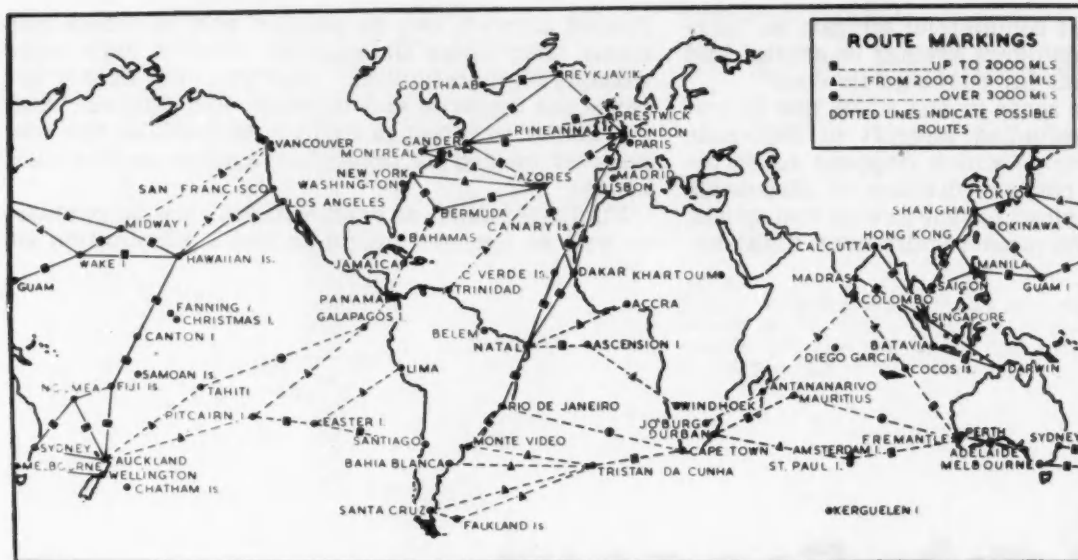 ROUTE MARKINGS
UP TO 2000 MLS.
FROM 2000 TO 3000 MLS
OVER 3000 MLS
DOTTED LINES INDICATE POSSIBLE
ROUTES
REYKJAVIK
GODTHAAB
PRESTWICK
RINEANNA
LONDON
PARIS
GANDER
MONTREAL
VANCOUVER
NEW YORK
WASHINGTON
AZORES
MADRID
LISBON
SAN FRANCISCO
LOS ANGELES
BERMUDA
CANARY Is.
BAHAMAS
TOKYO
SHANGHAI
OKINAWA
HONG KONG
CALCUTTA
MIDWAY I
WAKE I.
HAWAIIAN Is.
GUAM
JAMAICA
C VERDE Is.
DAKAR
KHARTOUM
MADRAS
MANILA
SAIGON
GUAM I
COLOMBO
TRINIDAD
PANAMA
GALAPAGOS I.
ACCRA
SINGAPORE
FANNING I.
CHRISTMAS I.
CANTON I
BELEM
NATAL
ASCENSION I.
BATAVIA
DIEGO GARCIA
COCOS Is.
DARWIN
SAMOAN Is.
FIJI Is.
TAHITI
LIMA
ANTANANARIVO
MAURITIUS
PITCAIRN I
EASTER I.
RIO DE JANEIRO
WINDHOEK
JO'BURG
DURBAN
SANTIAGO
MONTE VIDEO
CAPE TOWN
AMSTERDAM I.
ST. PAUL I.
FREMANTLE
PERTH
ADELAIDE
MELBOURNE
SYDNEY
SYDNEY
MELBOURNE
AUCKLAND
WELLINGTON
CHATHAM Is.
BAHIA BLANCA
TRISTAN DA CUNHA
SANTA CRUZ
FALKLAND Is.
KERGUELEN I